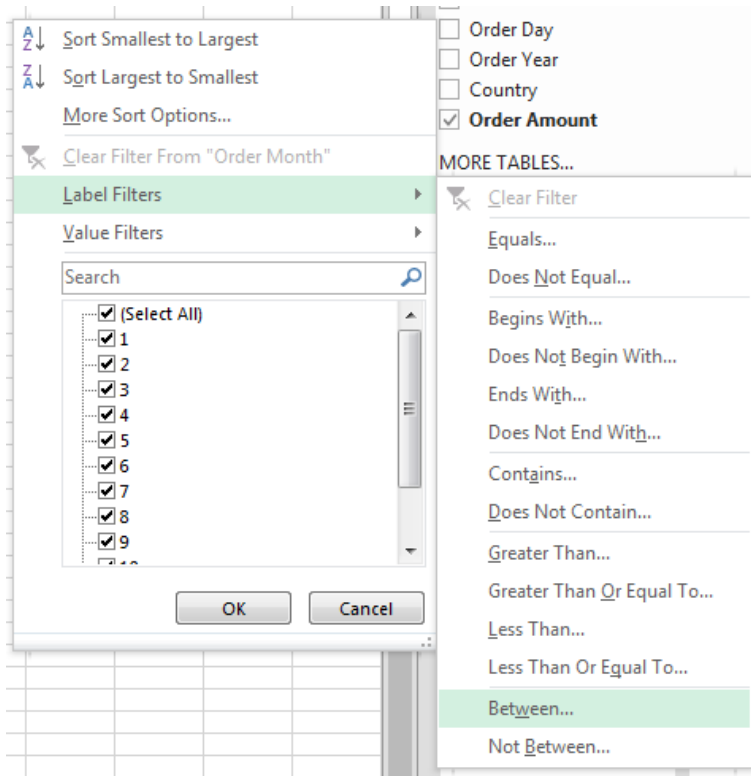 Sort Smallest to Largest
Sort Largest to Smallest
More Sort Options...
Clear Filter From "Order Month"
Label Filters
Value Filters
Search
(Select All)
1
2
3
4
5
6
7
8
9
OK
Cancel
Order Day
Order Year
Country
Order Amount
MORE TABLES...
Clear Filter
Equals...
Does Not Equal...
Begins With...
Does Not Begin With...
Ends With...
Does Not End With...
Contains...
Does Not Contain...
Greater Than...
Greater Than Or Equal To...
Less Than...
Less Than Or Equal To...
Between...
Not Between...